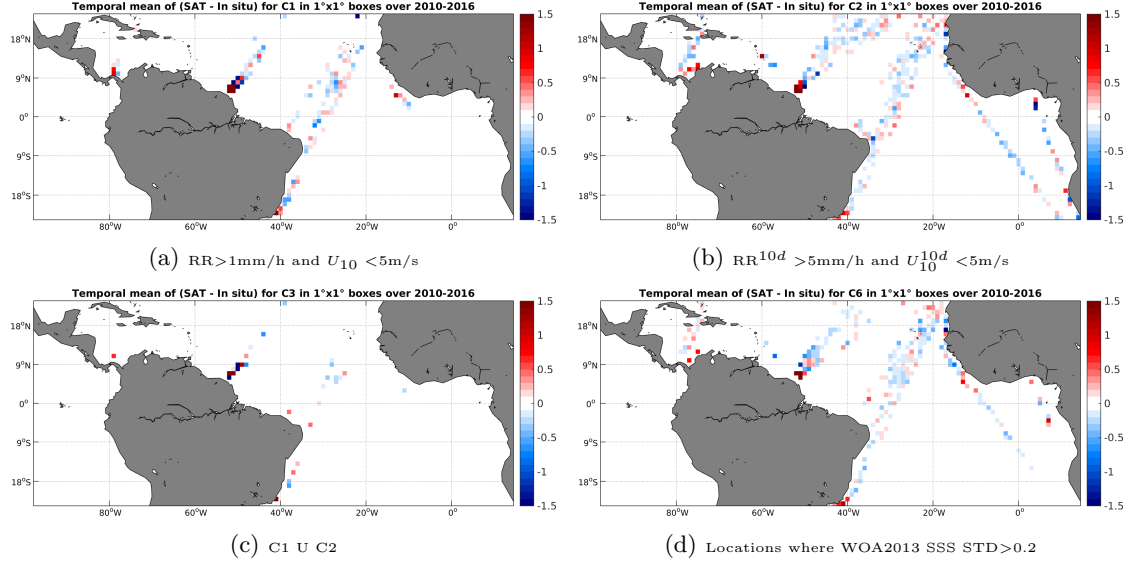 Temporal mean of (SAT - In situ) for C1 in 1°x1° boxes over 2010-2016
18°N
9°N
0°
9°S
18°S
80°W
60°W
40°W
20°W
0°
1.5
1
0.5
0
-0.5
-1
-1.5
(a) RR>1mm/h and U10 <5m/s
Temporal mean of (SAT - In situ) for C2 in 1°x1° boxes over 2010-2016
18°N
9°N
0°
9°S
18°S
80°W
60°W
40°W
20°W
0°
1.5
1
0.5
0
-0.5
-1
-1.5
(b) RR10d >5mm/h and U10d10 <5m/s
Temporal mean of (SAT - In situ) for C3 in 1°x1° boxes over 2010-2016
18°N
9°N
0°
9°S
18°S
80°W
60°W
40°W
20°W
0°
1.5
1
0.5
0
-0.5
-1
-1.5
(c) C1 U C2
Temporal mean of (SAT - In situ) for C6 in 1°x1° boxes over 2010-2016
18°N
9°N
0°
9°S
18°S
80°W
60°W
40°W
20°W
0°
1.5
1
0.5
0
-0.5
-1
-1.5
(d) Locations where WOA2013 SSS STD>0.2